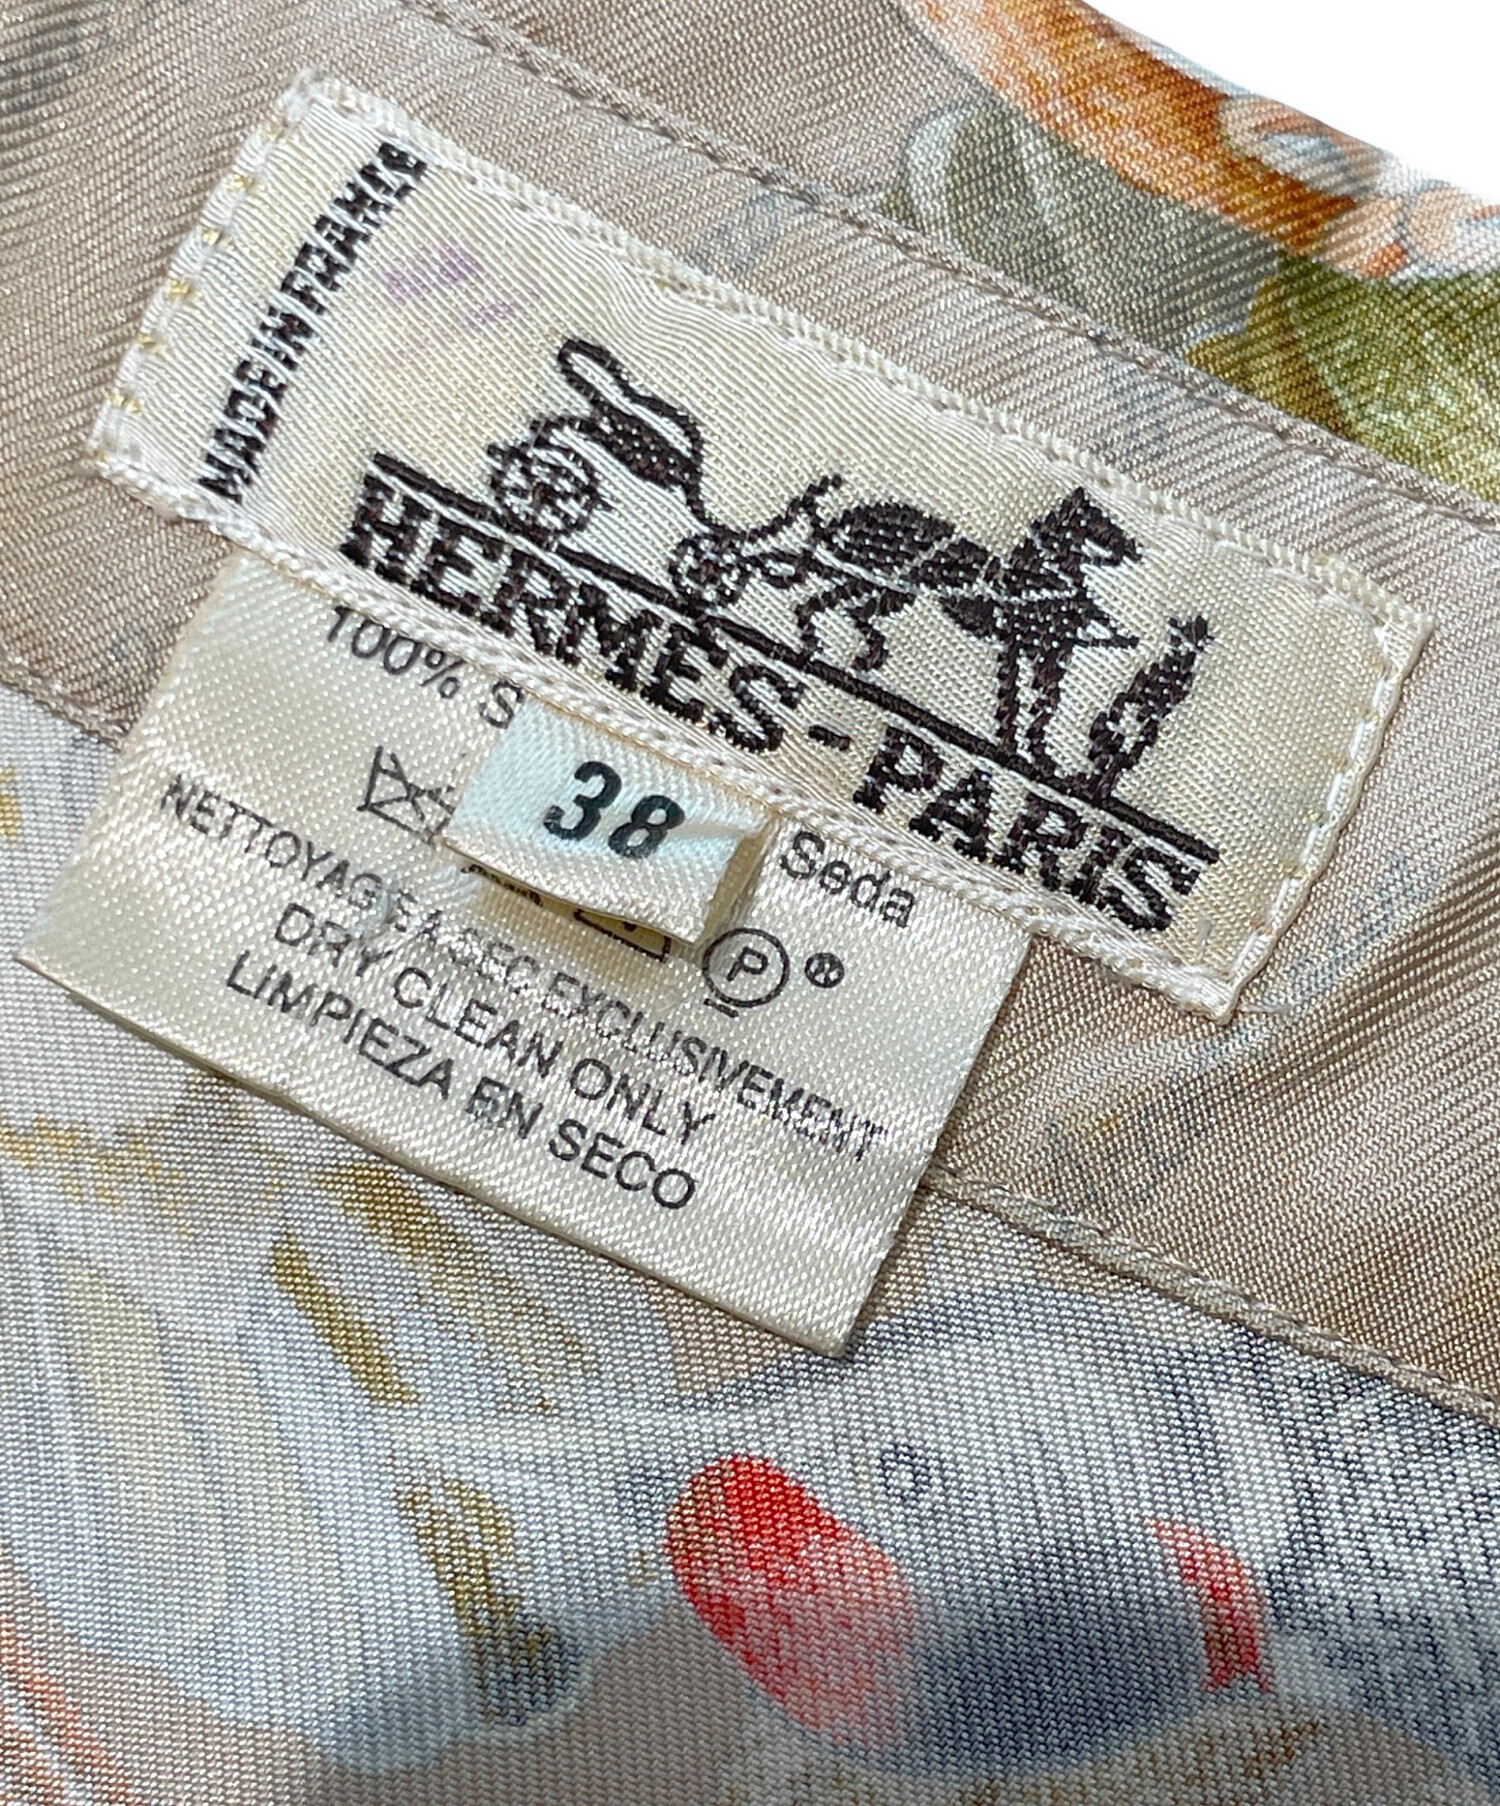 MADE IN FRANCE
HERMES-PARIS
100% S
38
Seda
P ®
NETTOYAGE A SEC EXCLUSIVEMENT
DRY CLEAN ONLY
LIMPIEZA EN SECO